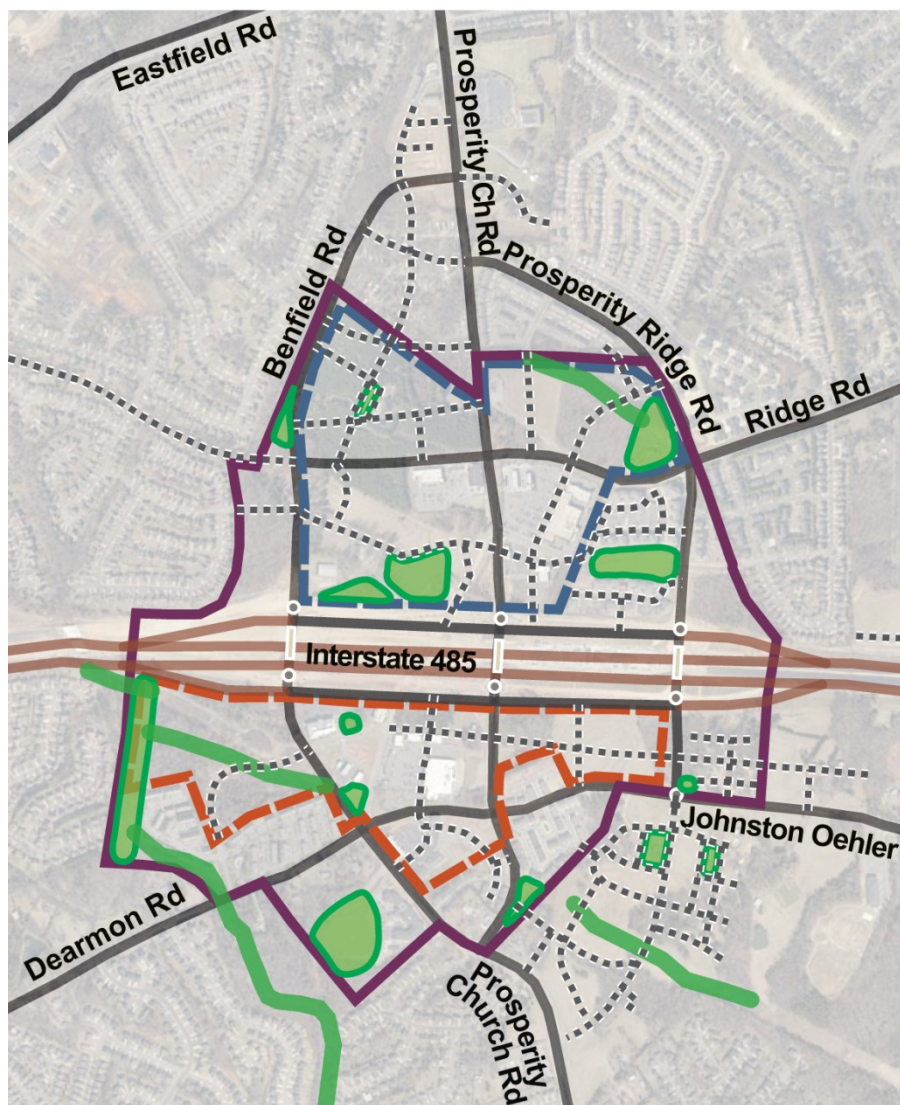 Eastfield Rd
Prosperity Ch Rd
Benfield Rd
Prosperity Ridge Rd
Ridge Rd
Interstate 485
Johnston Oehler
Dearmon Rd
Prosperity
Church Rd